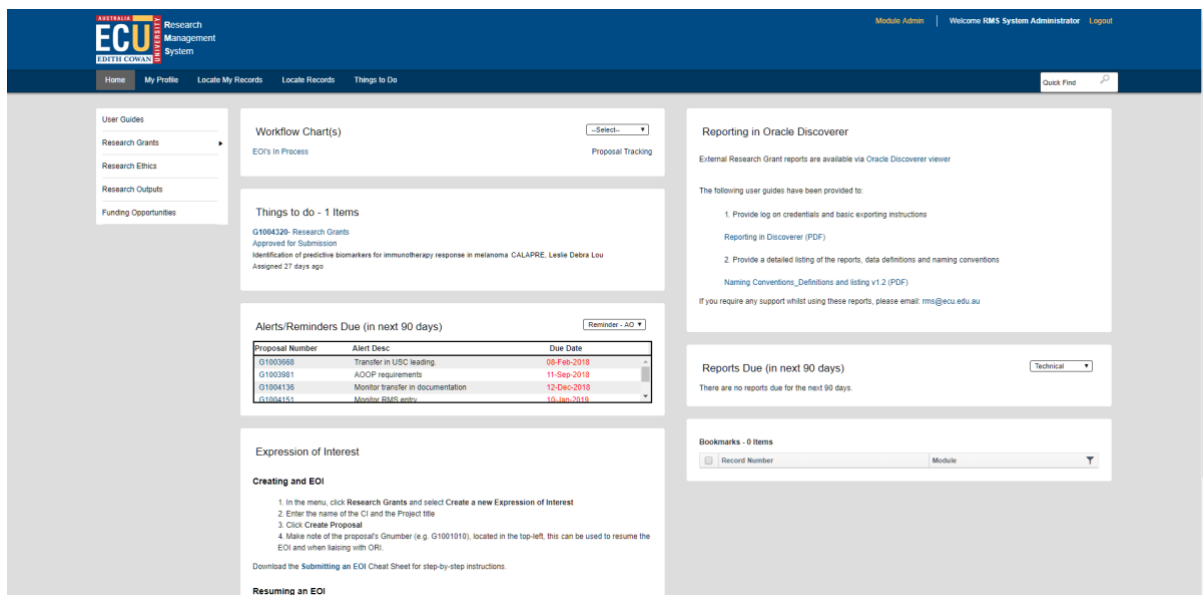 AUSTRALIA
ECU
EDITH COWAN
UNIVERSITY
Research
Management
System
Module Admin
Welcome RMS System Administrator
Logout
Home
My Profile
Locate My Records
Locate Records
Things to Do
Quick Find
User Guides
Research Grants
Research Ethics
Research Outputs
Funding Opportunities
Workflow Chart(s)
--Select--
EOI's In Process
Proposal Tracking
Things to do - 1 Items
G1004320- Research Grants
Approved for Submission
Identification of predictive biomarkers for immunotherapy response in melanoma CALAPRE, Leslie Debra Lou
Assigned 27 days ago
Alerts/Reminders Due (in next 90 days)
Reminder - AO
Proposal Number Alert Desc Due Date
G1003668 Transfer in USC leading. 08-Feb-2018
G1003981 AOOP requirements 11-Sep-2018
G1004136 Monitor transfer in documentation 12-Dec-2018
G1004151 Monitor RMS entry 10-Jan-2019
Expression of Interest
Creating and EOI
1. In the menu, click Research Grants and select Create a new Expression of Interest
2. Enter the name of the CI and the Project title
3. Click Create Proposal
4. Make note of the proposal's Gnumber (e.g. G1001010), located in the top-left, this can be used to resume the
EOI and when liaising with ORI.
Download the Submitting an EOI Cheat Sheet for step-by-step instructions.
Resuming an EOI
Reporting in Oracle Discoverer
External Research Grant reports are available via Oracle Discoverer viewer
The following user guides have been provided to:
1. Provide log on credentials and basic exporting instructions
Reporting in Discoverer (PDF)
2. Provide a detailed listing of the reports, data definitions and naming conventions
Naming Conventions_Definitions and listing v1.2 (PDF)
If you require any support whilst using these reports, please email: rms@ecu.edu.au
Reports Due (in next 90 days)
Technical
There are no reports due for the next 90 days.
Bookmarks - 0 Items
Record Number Module